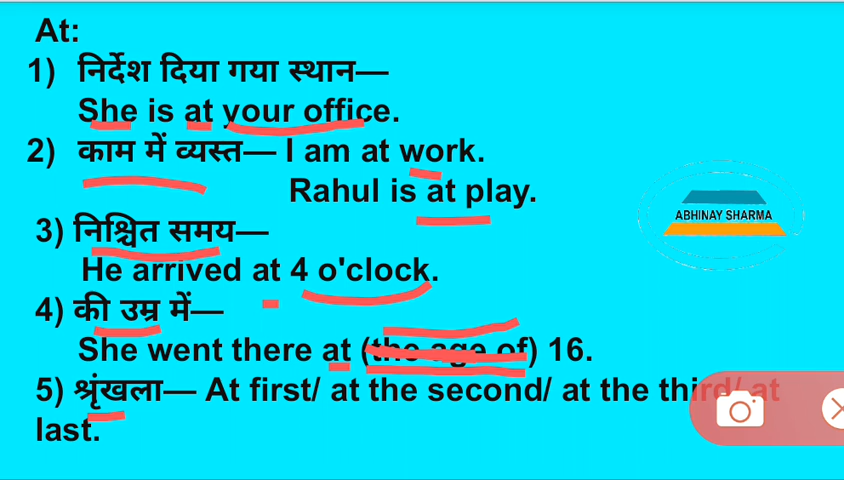 At:
1) निर्देश दिया गया स्थान—
She is at your office.
2) काम में व्यस्त— I am at work.
Rahul is at play.
ABHINAY SHARMA
3) निश्चित समय—
He arrived at 4 o'clock.
4) की उम्र में—
She went there at (the age of) 16.
5) श्रृंखला— At first/ at the second/ at the third/ at
last.